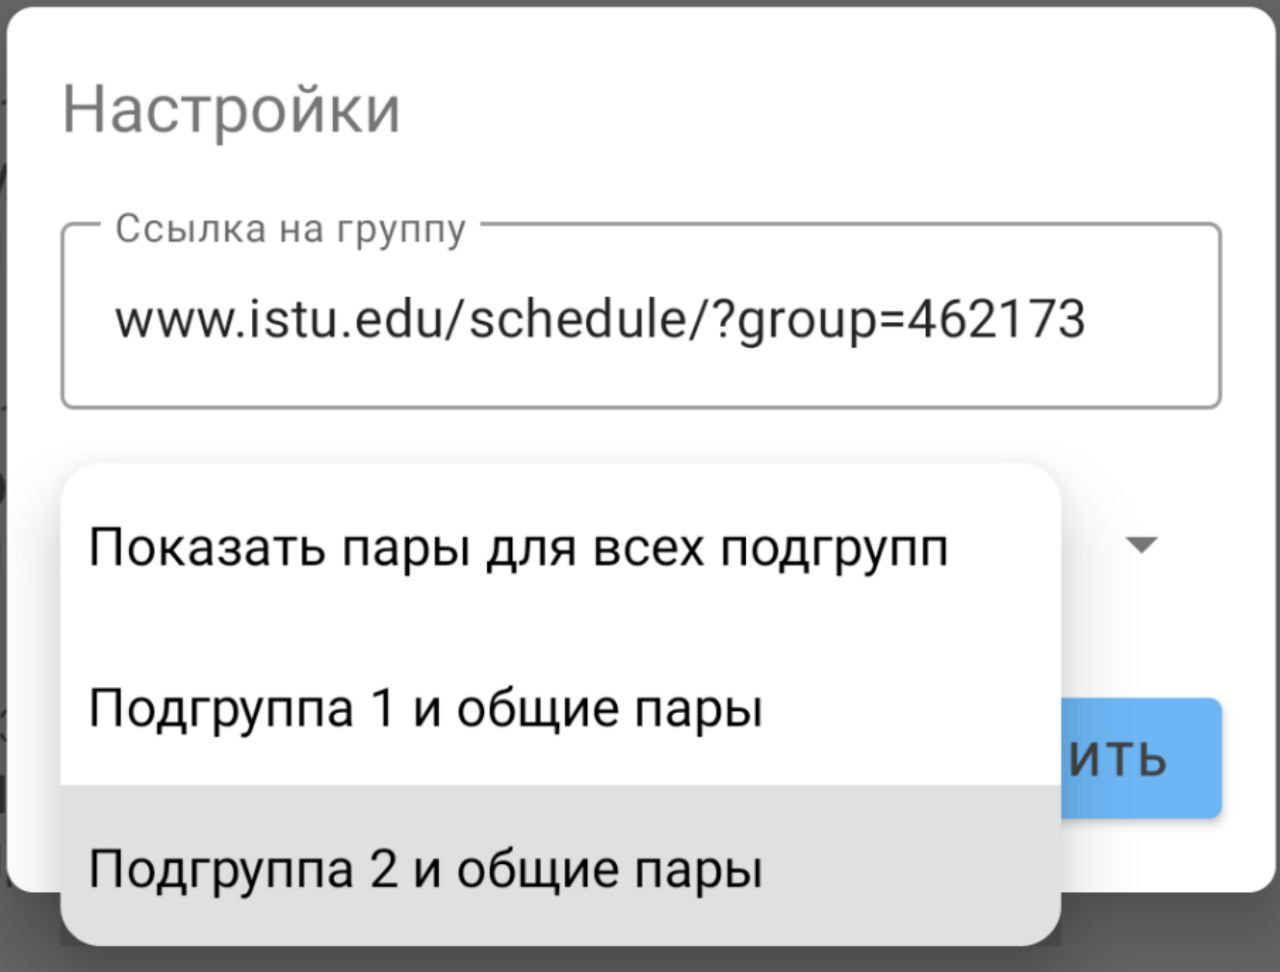 Настройки
Ссылка на группу
www.istu.edu/schedule/?group=462173
Показать пары для всех подгрупп
Подгруппа 1 и общие пары
ить
Подгруппа 2 и общие пары